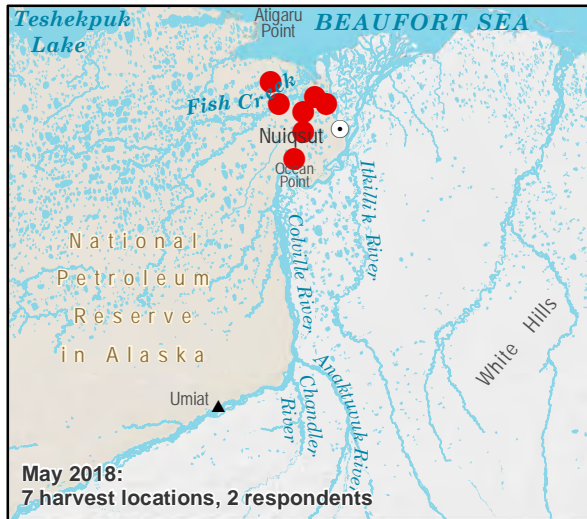 Teshekpuk
Lake
Atigaru
Point
BEAUFORT SEA
Fish Creek
Nuiqsut
Ocean
Point
Colville River
Itkillik River
National
Petroleum
Reserve
in Alaska
White Hills
Umiat
Chandler
River
Anaktuvuk River
May 2018:
7 harvest locations, 2 respondents